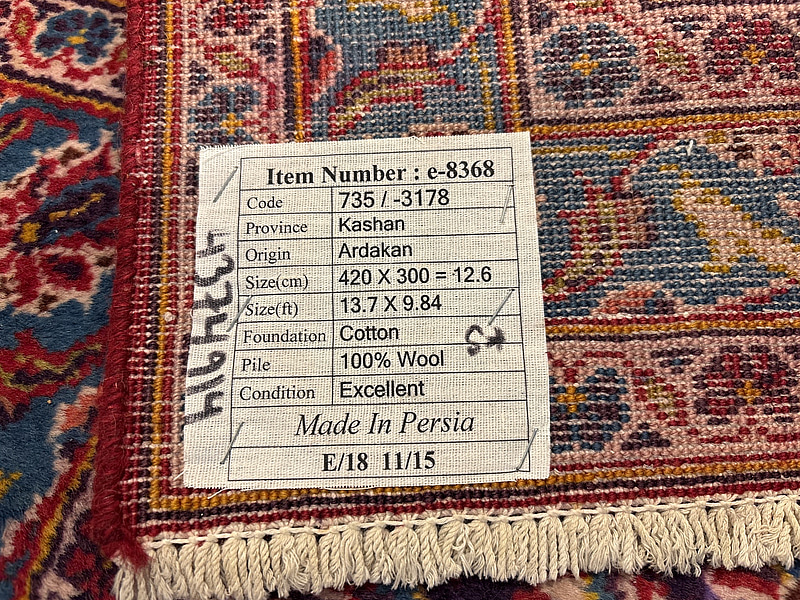 Item Number : e-8368
Code 735 / -3178
Province Kashan
Origin Ardakan
Size(cm) 420 X 300 = 12.6
Size(ft) 13.7 X 9.84
Foundation Cotton
Pile 100% Wool
Condition Excellent
Made In Persia
E/18 11/15